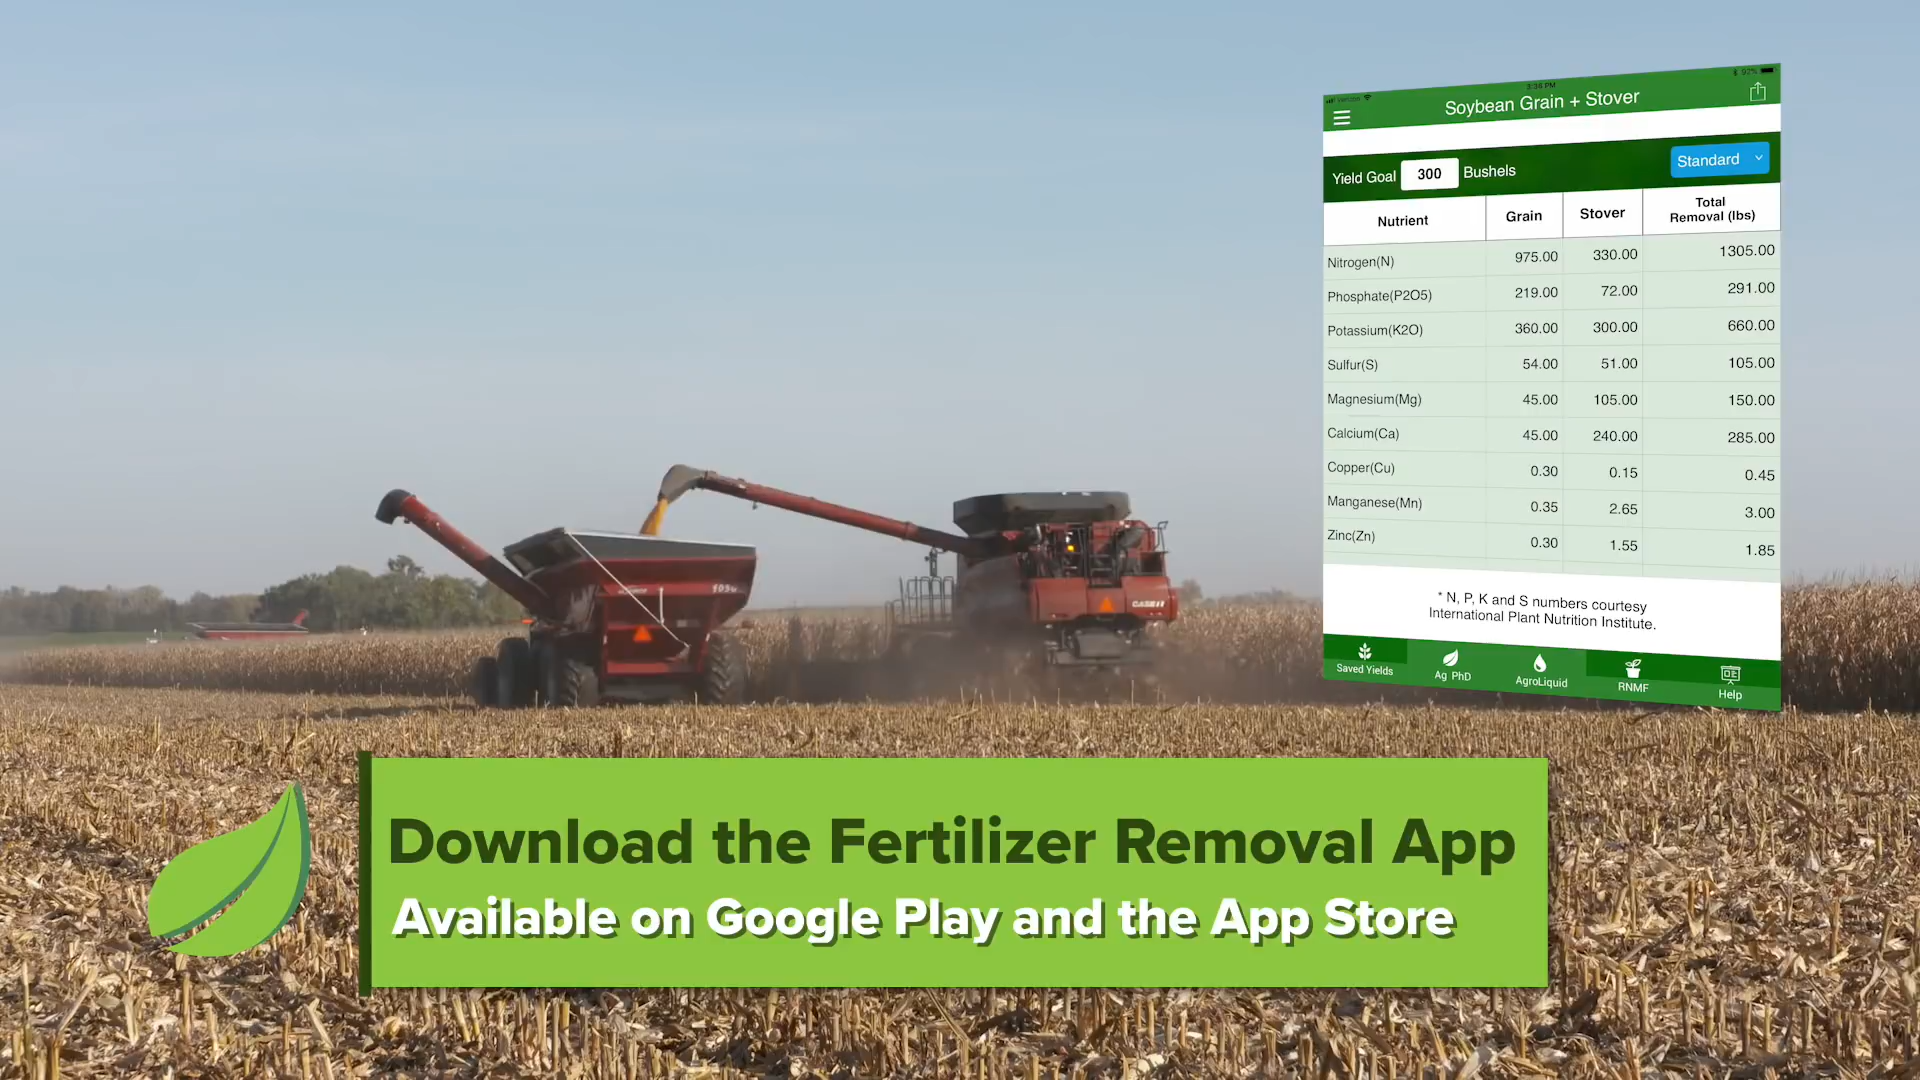 verizon 3:38 PM 92%
Soybean Grain + Stover
Yield Goal 300 Bushels Standard
Nutrient Grain Stover Total Removal (lbs)
Nitrogen(N) 975.00 330.00 1305.00
Phosphate(P2O5) 219.00 72.00 291.00
Potassium(K2O) 360.00 300.00 660.00
Sulfur(S) 54.00 51.00 105.00
Magnesium(Mg) 45.00 105.00 150.00
Calcium(Ca) 45.00 240.00 285.00
Copper(Cu) 0.30 0.15 0.45
Manganese(Mn) 0.35 2.65 3.00
Zinc(Zn) 0.30 1.55 1.85
* N, P, K and S numbers courtesy
International Plant Nutrition Institute.
Saved Yields Ag PhD AgroLiquid RNMF Help
CASE IH
Download the Fertilizer Removal App
Available on Google Play and the App Store